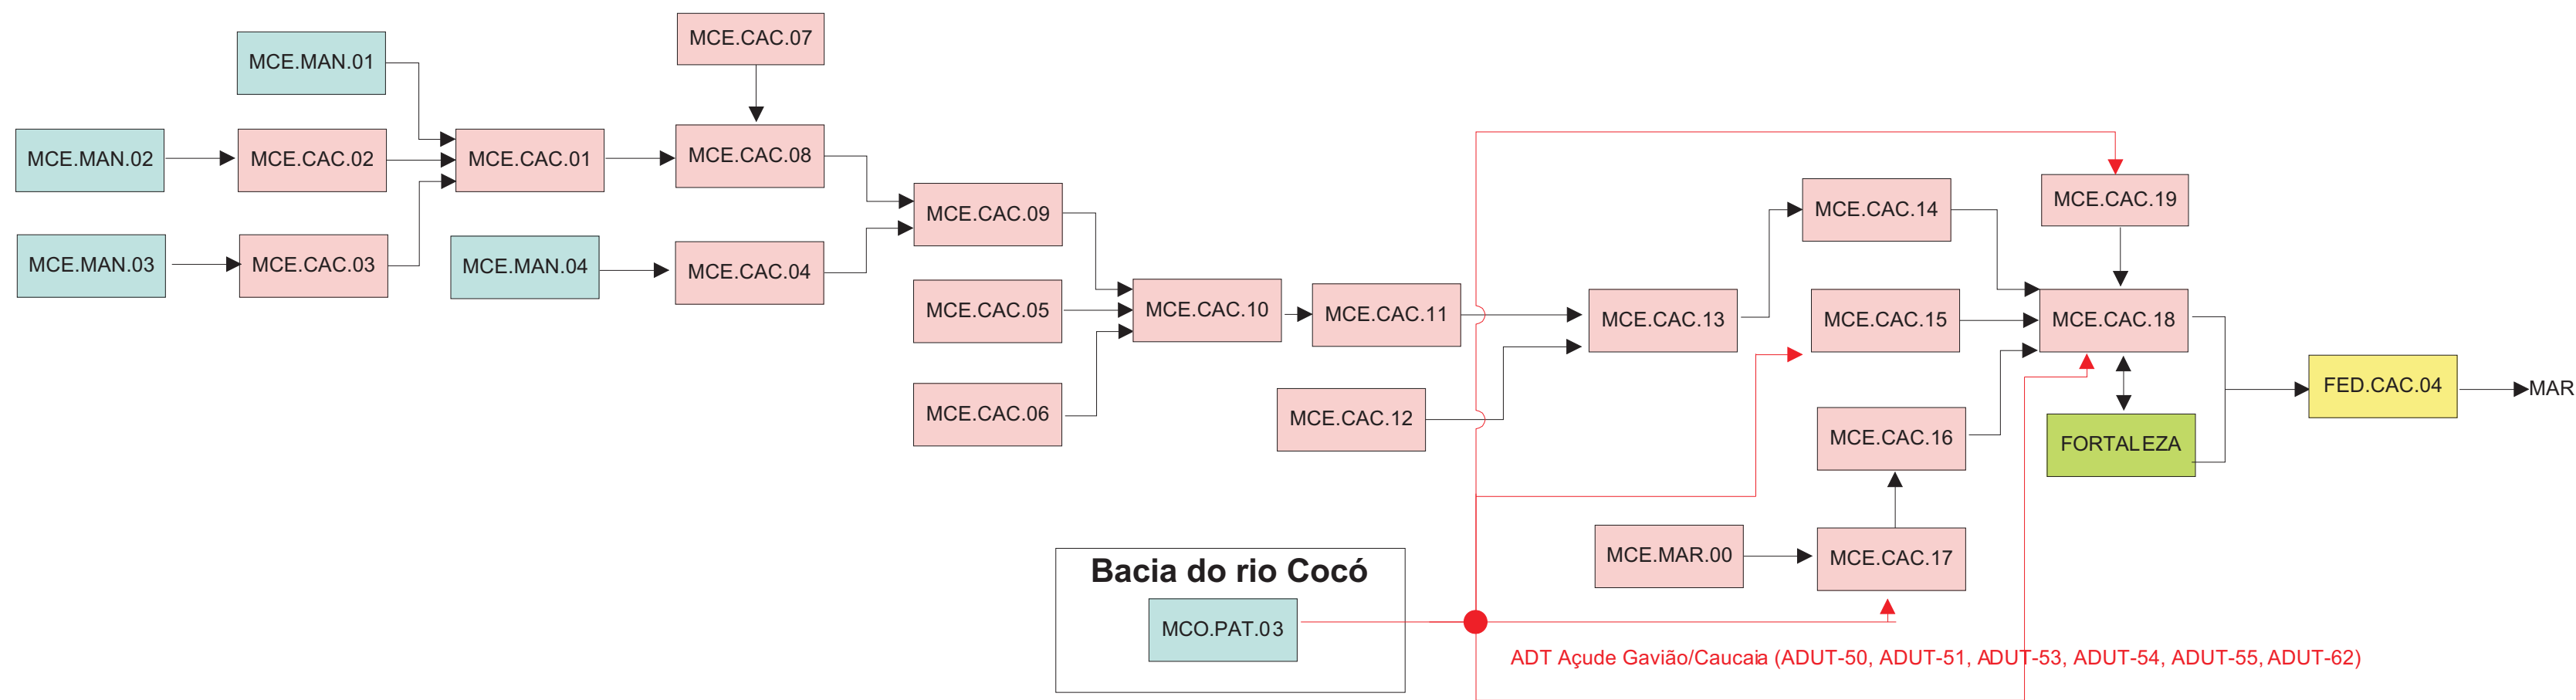 MCE.CAC.07
MCE.MAN.01
MCE.MAN.02
MCE.CAC.02
MCE.CAC.01
MCE.CAC.08
MCE.CAC.19
MCE.CAC.09
MCE.CAC.14
MCE.MAN.03
MCE.CAC.03
MCE.MAN.04
MCE.CAC.04
MCE.CAC.05
MCE.CAC.10
MCE.CAC.11
MCE.CAC.13
MCE.CAC.15
MCE.CAC.18
MCE.CAC.06
MCE.CAC.12
FED.CAC.04
MAR
MCE.CAC.16
FORTALEZA
MCE.MAR.00
MCE.CAC.17
Bacia do rio Cocó
MCO.PAT.03
ADT Açude Gavião/Caucaia (ADUT-50, ADUT-51, ADUT-53, ADUT-54, ADUT-55, ADUT-62)